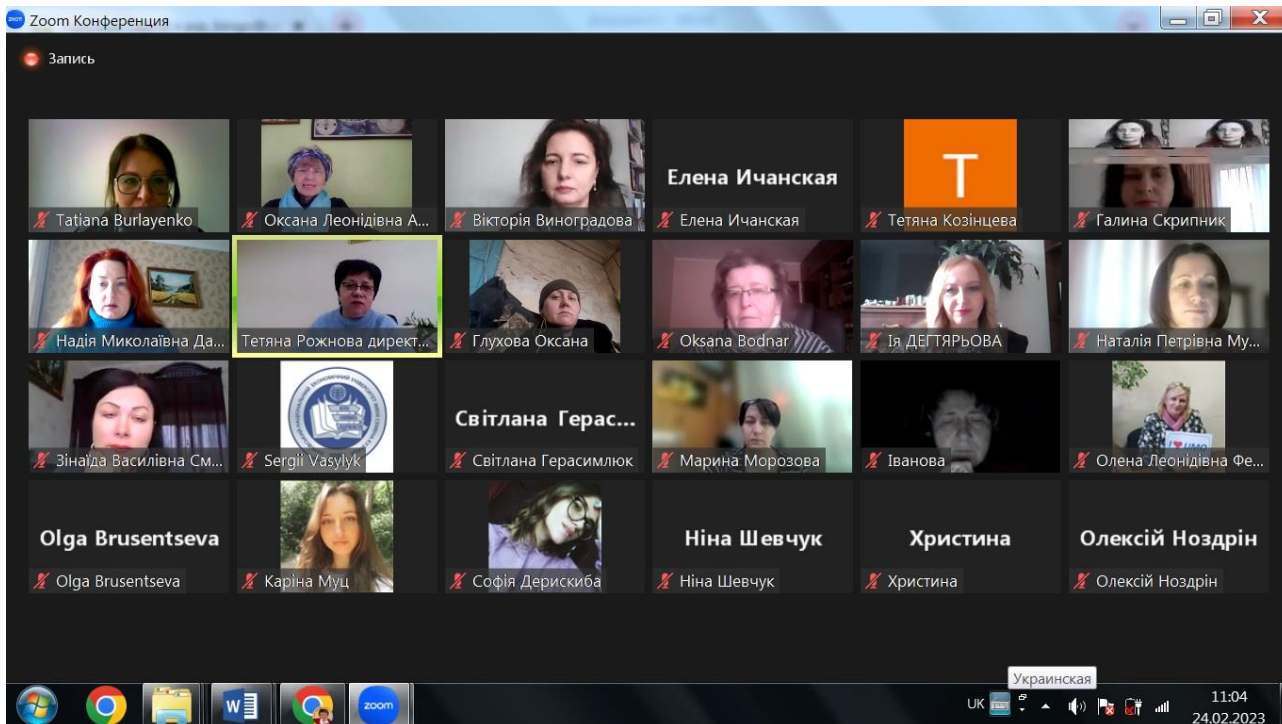 Zoom Конференция
Запись
Tatiana Burlayenko
Оксана Леонідівна А...
Вікторія Виноградова
Елена Ичанская
Елена Ичанская
Т
Тетяна Козінцева
Галина Скрипник
Надія Миколаївна Да...
Тетяна Рожнова директ...
Глухова Оксана
Oksana Bodnar
Ія ДЕГТЯРЬОВА
Наталія Петрівна Му...
Зінаїда Василівна См...
Sergii Vasylyk
Світлана Герас...
Світлана Герасимлюк
Марина Морозова
Іванова
Олена Леонідівна Фе...
Olga Brusentseva
Olga Brusentseva
Каріна Муц
Софія Дерискиба
Ніна Шевчук
Ніна Шевчук
Христина
Христина
Олексій Ноздрін
Олексій Ноздрін
Украинская
zoom
UK
11:04
24.02.2023